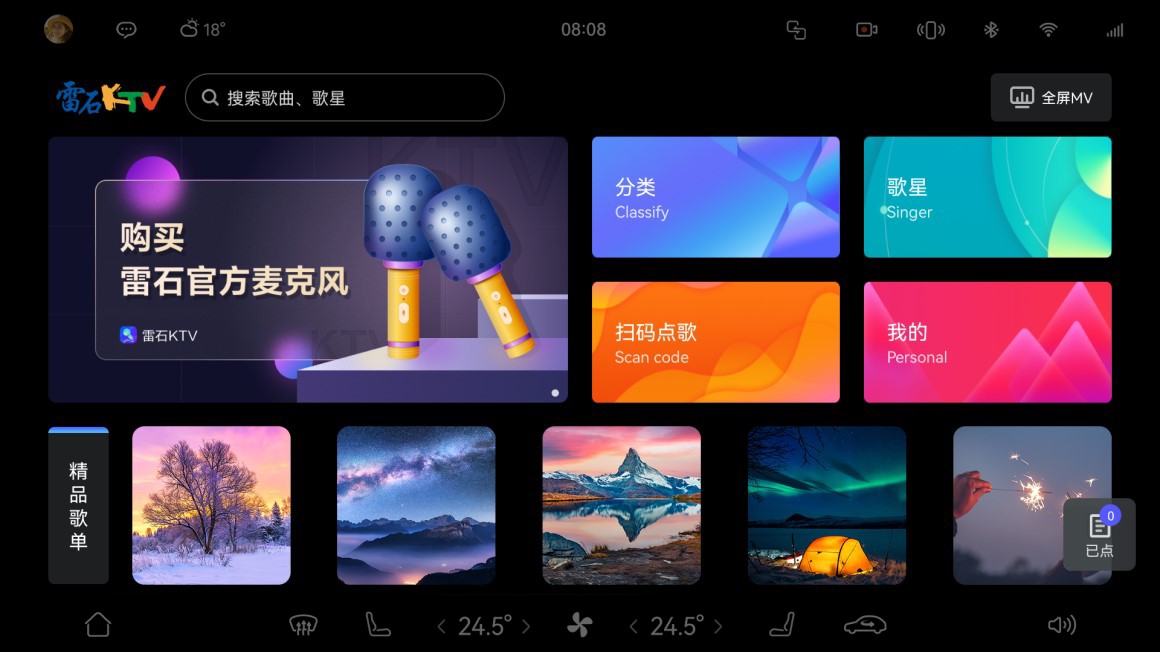 18°
08:08
雷石KTV
搜索歌曲、歌星
全屏MV
购买
雷石官方麦克风
雷石KTV
KTV
KTV
分类
Classify
歌星
Singer
扫码点歌
Scan code
我的
Personal
精品歌单
0
已点
24.5°
24.5°